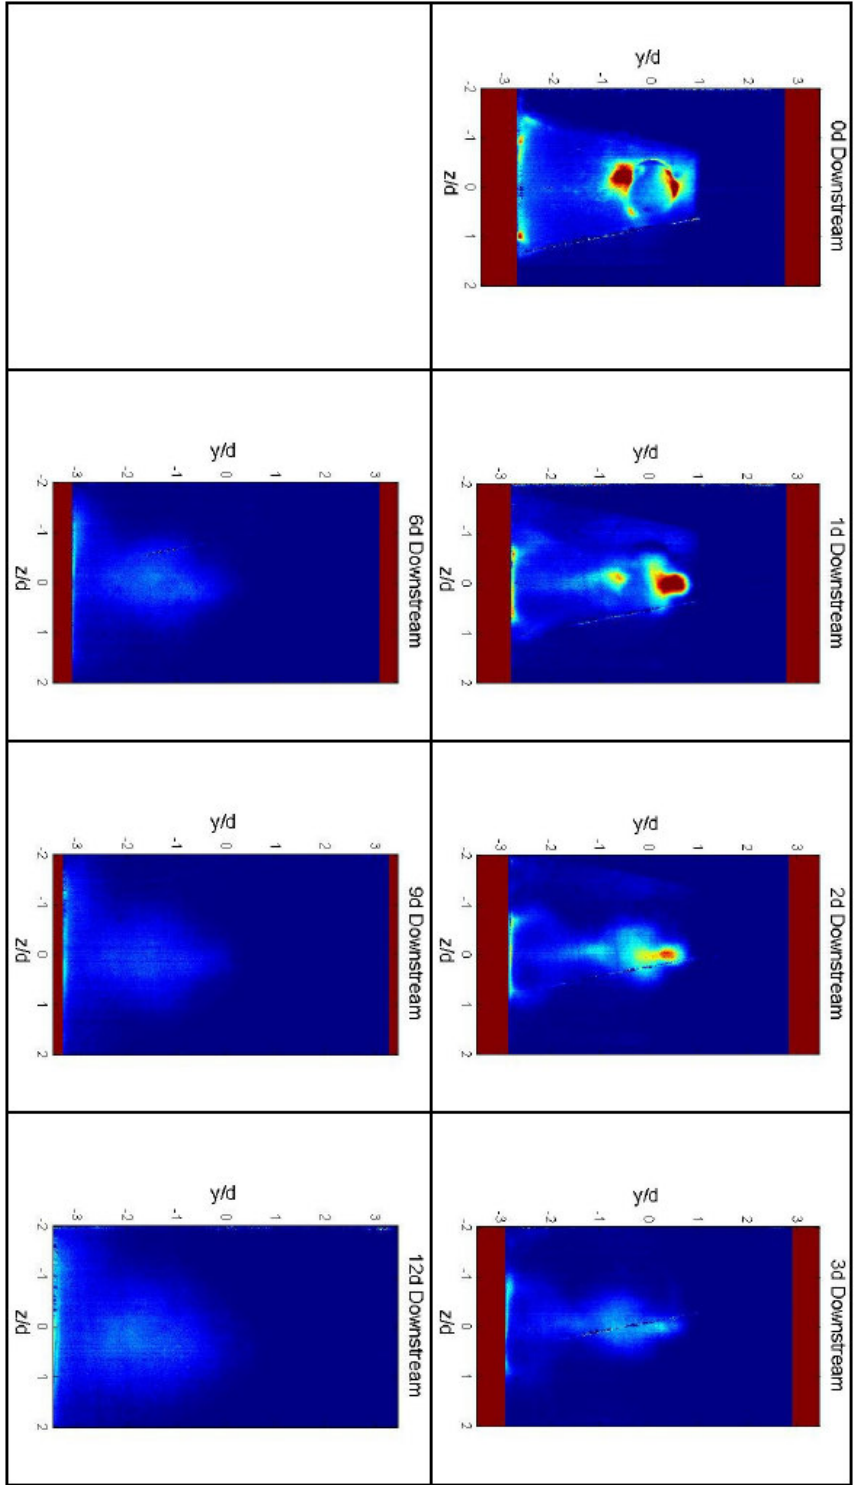 0d Downstream
y/d
3
2
1
0
-1
-2
-3
-2 -1 0 1 2
z/d
1d Downstream
y/d
3
2
1
0
-1
-2
-3
-2 -1 0 1 2
z/d
2d Downstream
y/d
3
2
1
0
-1
-2
-3
-2 -1 0 1 2
z/d
3d Downstream
y/d
3
2
1
0
-1
-2
-3
-2 -1 0 1 2
z/d
6d Downstream
y/d
3
2
1
0
-1
-2
-3
-2 -1 0 1 2
z/d
9d Downstream
y/d
3
2
1
0
-1
-2
-3
-2 -1 0 1 2
z/d
12d Downstream
y/d
3
2
1
0
-1
-2
-3
-2 -1 0 1 2
z/d